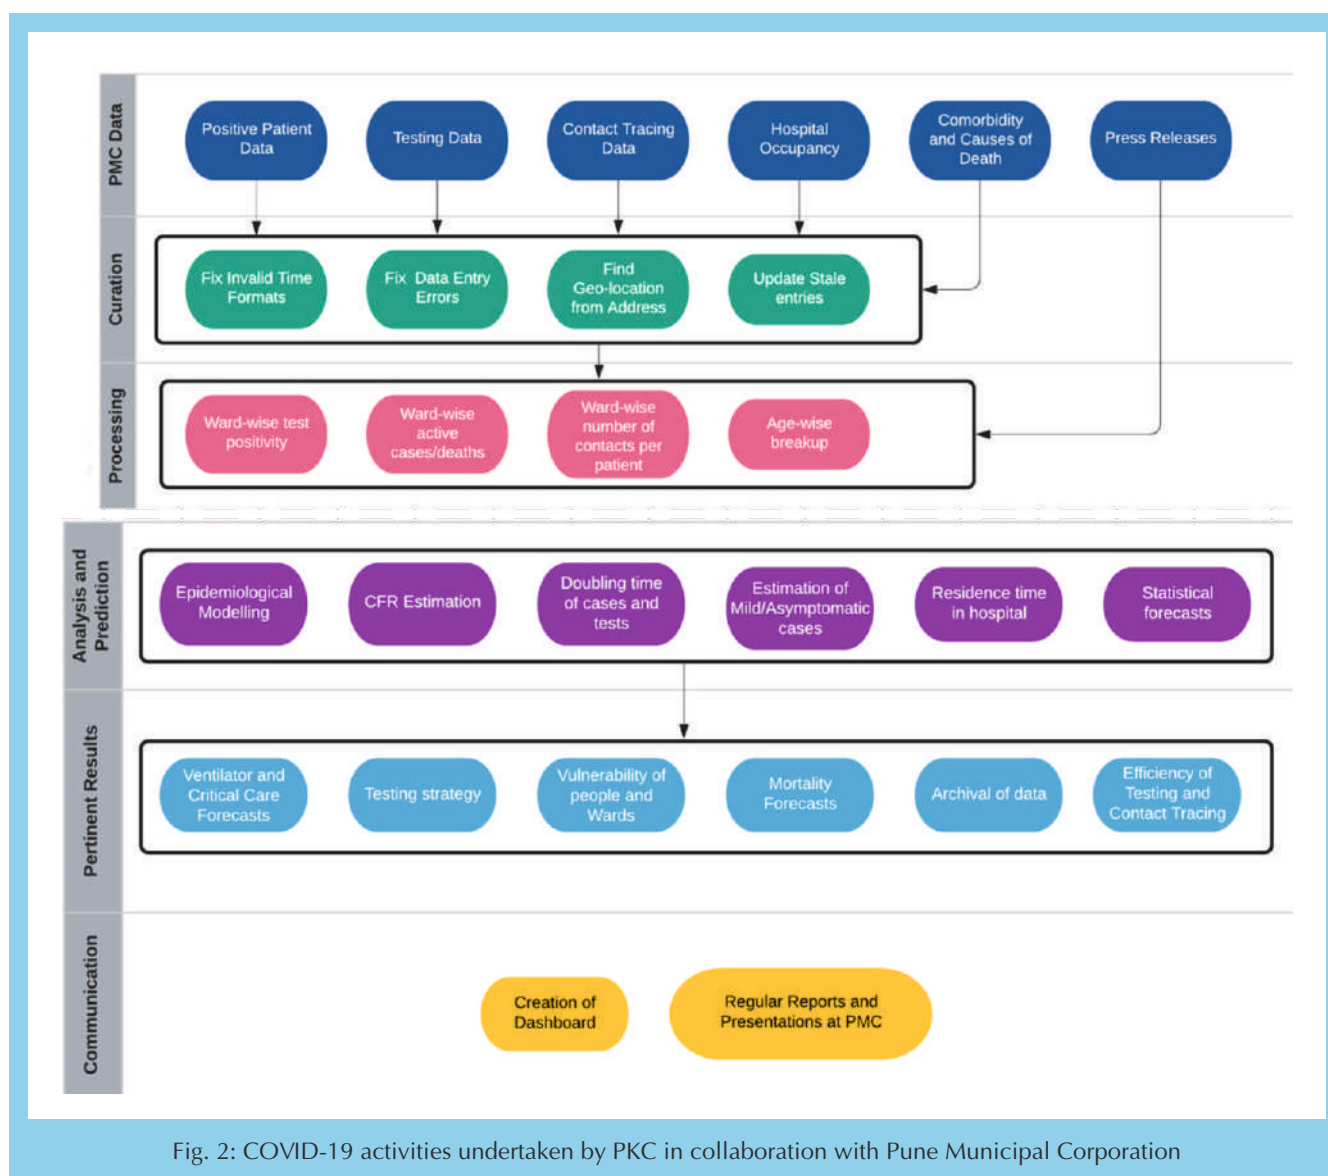 PMC Data
Positive Patient
Data
Testing Data
Contact Tracing
Data
Hospital
Occupancy
Comorbidity
and Causes of
Death
Press Releases
Curation
Fix Invalid Time
Formats
Fix Data Entry
Errors
Find
Geo-location
from Address
Update Stale
entries
Processing
Ward-wise test
positivity
Ward-wise
active
cases/deaths
Ward-wise
number of
contacts per
patient
Age-wise
breakup
Analysis and
Prediction
Epidemiological
Modelling
CFR Estimation
Doubling time
of cases and
tests
Estimation of
Mild/Asymptomatic
cases
Residence time
in hospital
Statistical
forecasts
Pertinent Results
Ventilator and
Critical Care
Forecasts
Testing strategy
Vulnerability of
people and
Wards
Mortality
Forecasts
Archival of data
Efficiency of
Testing and
Contact Tracing
Communication
Creation of
Dashboard
Regular Reports and
Presentations at PMC
Fig. 2: COVID-19 activities undertaken by PKC in collaboration with Pune Municipal Corporation